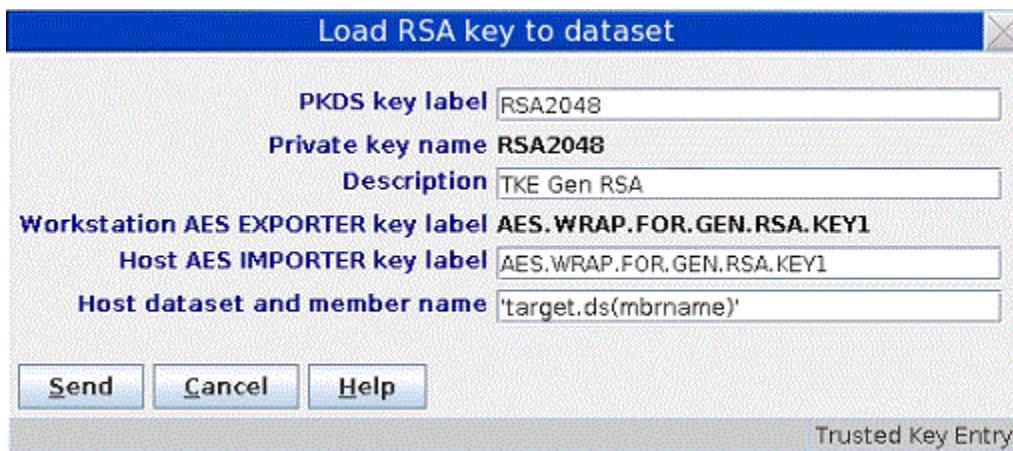 Load RSA key to dataset
PKDS key label RSA2048
Private key name RSA2048
Description TKE Gen RSA
Workstation AES EXPORTER key label AES.WRAP.FOR.GEN.RSA.KEY1
Host AES IMPORTER key label AES.WRAP.FOR.GEN.RSA.KEY1
Host dataset and member name 'target.ds(mbrname)'
Send Cancel Help
Trusted Key Entry